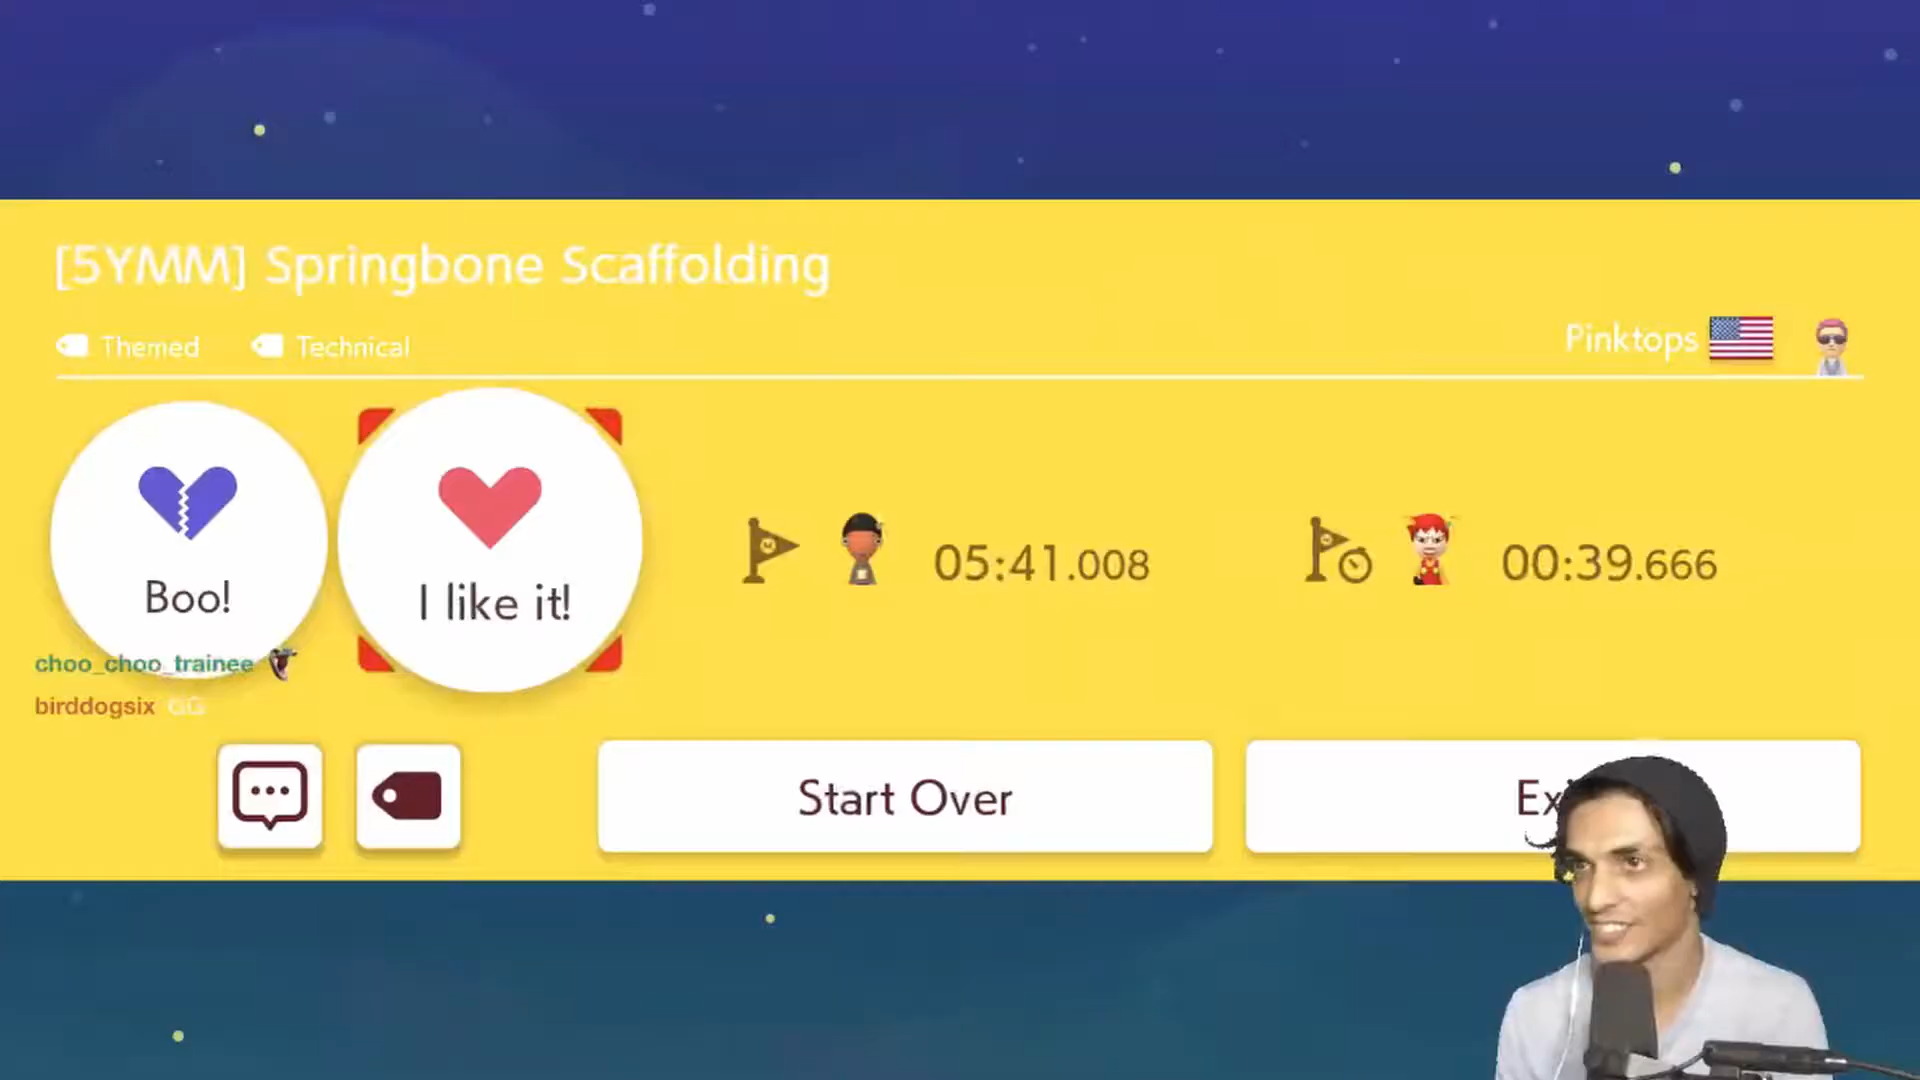 [5YMM] Springbone Scaffolding
Themed Technical
Pinktops
Boo!
I like it!
05:41.008
00:39.666
choo_choo_trainee
birddogsix GG
Start Over
Ex